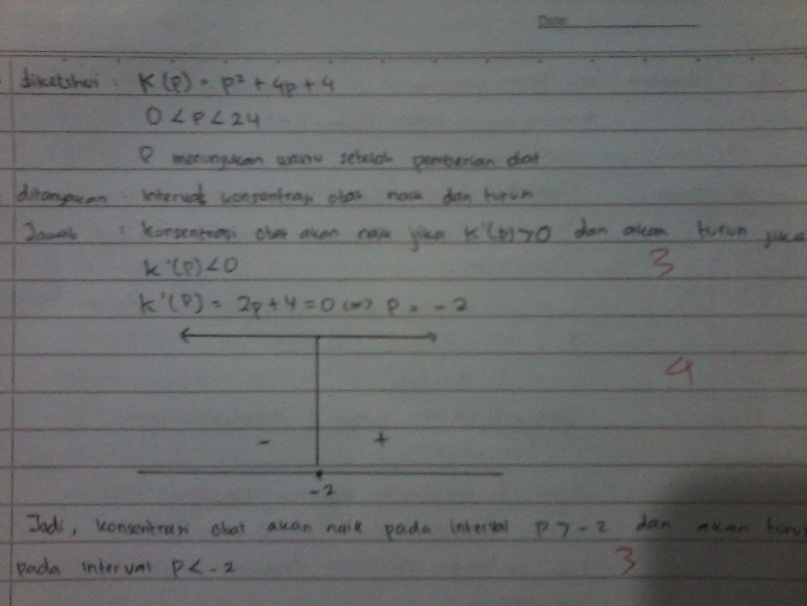 Date:
diketahui : K(p) = p² + 4p + 4
0 < p < 24
P menunjukan waktu setelah pemberian obat
ditanyakan : interval konsentrasi obat naik dan turun
Jawab : konsentrasi obat akan naik jika K'(p)>0 dan akan turun jika
3
K'(p)<0
K'(p) = 2p+4=0 <=> p = -2
4
- +
-2
Jadi, konsentrasi obat akan naik pada interval p > -2 dan akan turun
pada interval p < -2
3